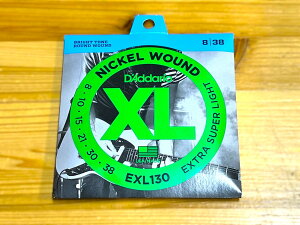 BRIGHT TONE
ROUND WOUND
8|38
NICKEL WOUND
D'Addario
XL
8 · 10 · 15 · 21 · 30 · 38
EXL130
EXTRA SUPER LIGHT